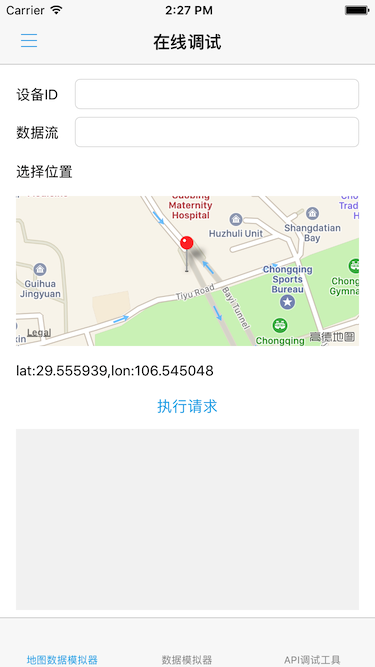 Carrier 2:27 PM
在线调试
设备ID
数据流
选择位置
Maternity
Hospital
Huzhuli Unit
Shangdatian
Bay
Guihua
Jingyuan
Chongqing
Sports
Bureau
Tiyu Road
Bayi Tunnel
Legal
Chongqing
高德地图
lat:29.555939,lon:106.545048
执行请求
地图数据模拟器 数据模拟器 API调试工具